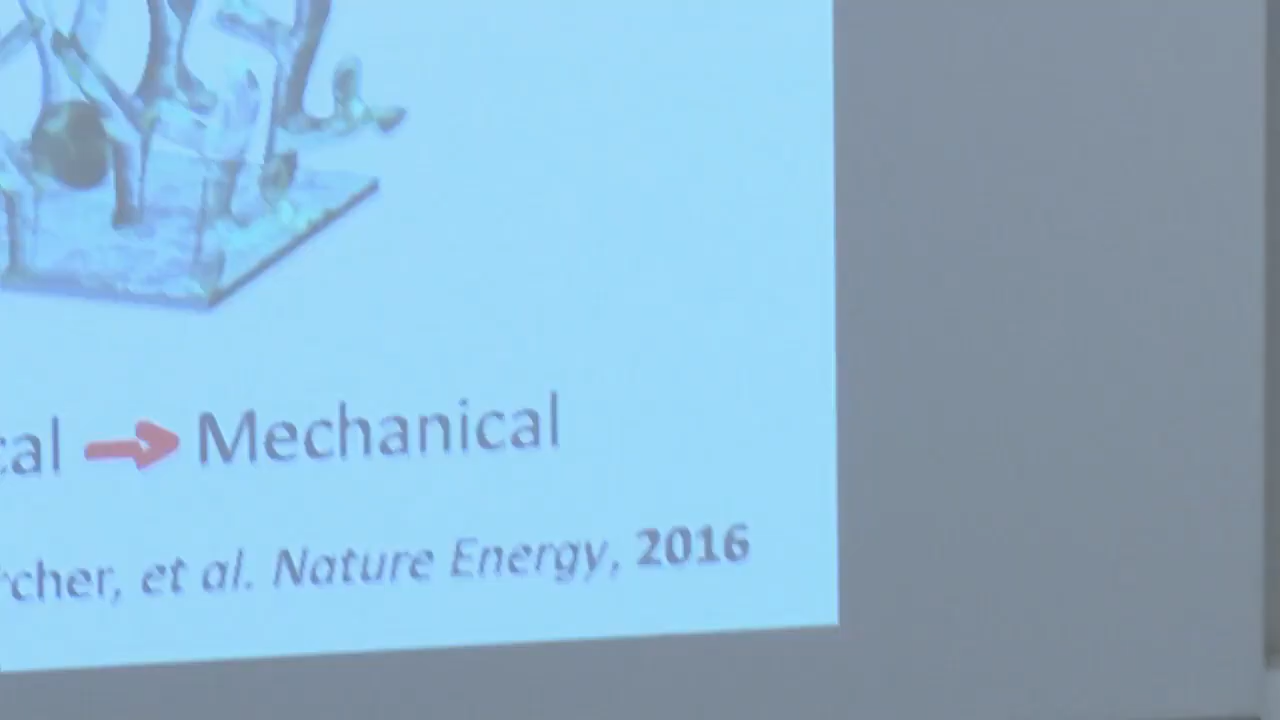 cal → Mechanical
rcher, et al. Nature Energy, 2016